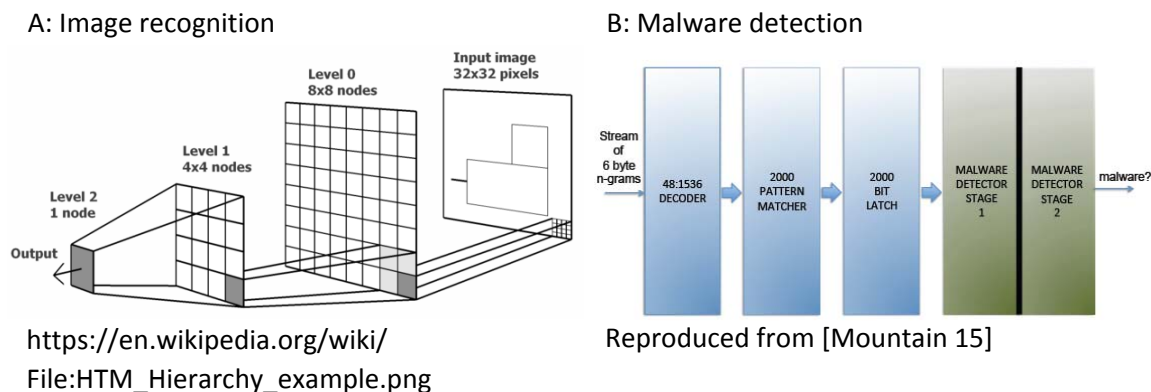 A: Image recognition
Input image
32x32 pixels
Level 0
8x8 nodes
Level 1
4x4 nodes
Level 2
1 node
Output
https://en.wikipedia.org/wiki/
File:HTM_Hierarchy_example.png
B: Malware detection
Stream
of
6 byte
n-grams
48:1536
DECODER
2000
PATTERN
MATCHER
2000
BIT
LATCH
MALWARE
DETECTOR
STAGE
1
MALWARE
DETECTOR
STAGE
2
malware?
Reproduced from [Mountain 15]